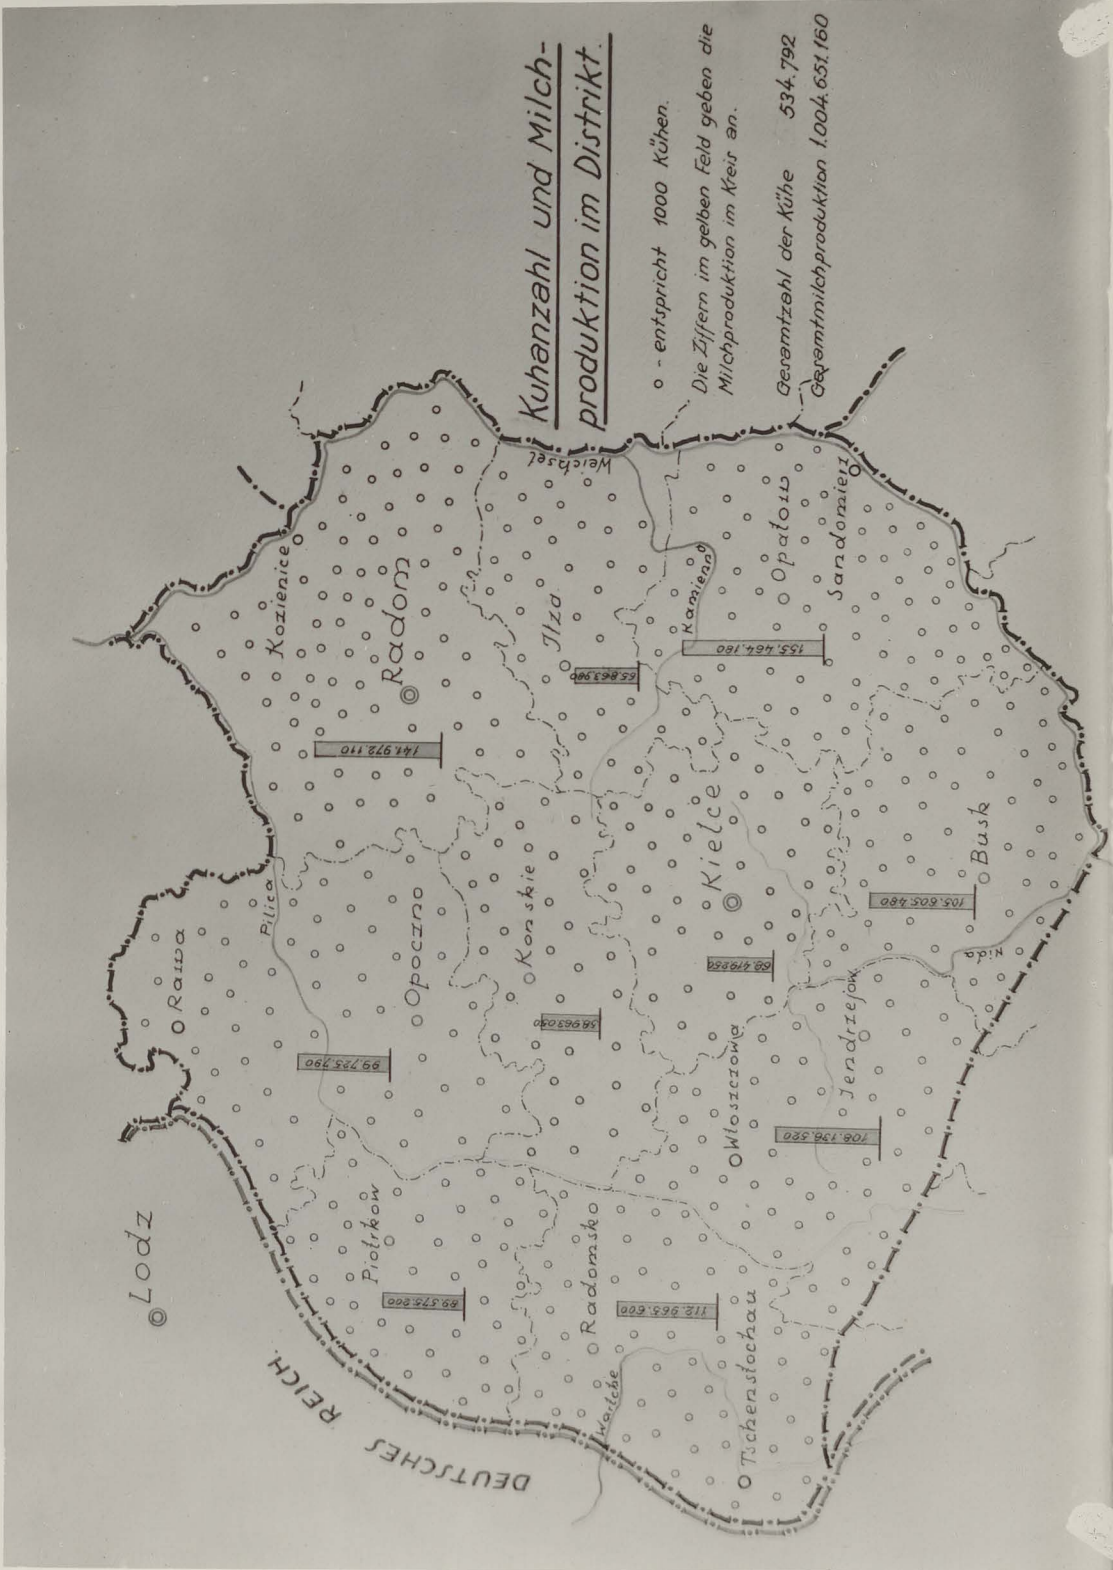 Kuhanzahl und Milch-
produktion im Distrikt.
o - entspricht 1000 Kühen.
Die Ziffern im gelben Feld geben die
Milchproduktion im Kreis an.
Gesamtzahl der Kühe 534.792
Gesamtmilchproduktion 1.004.651.160
Lodz
DEUTSCHES REICH.
Rawa
Pilica
Kozienice
Radom
141.972.110
99.725.790
Piotrkow
89.575.200
Opoczno
Konskie
58.963.050
Ilza
65.863.980
Weichsel
Kamienna
155.464.180
Opatow
Sandomierz
Kielce
68.419.250
Busk
105.605.480
Nida
Jendrzejow
108.136.520
Włoszczowa
Radomsko
112.965.600
Warthe
Tschenstochau